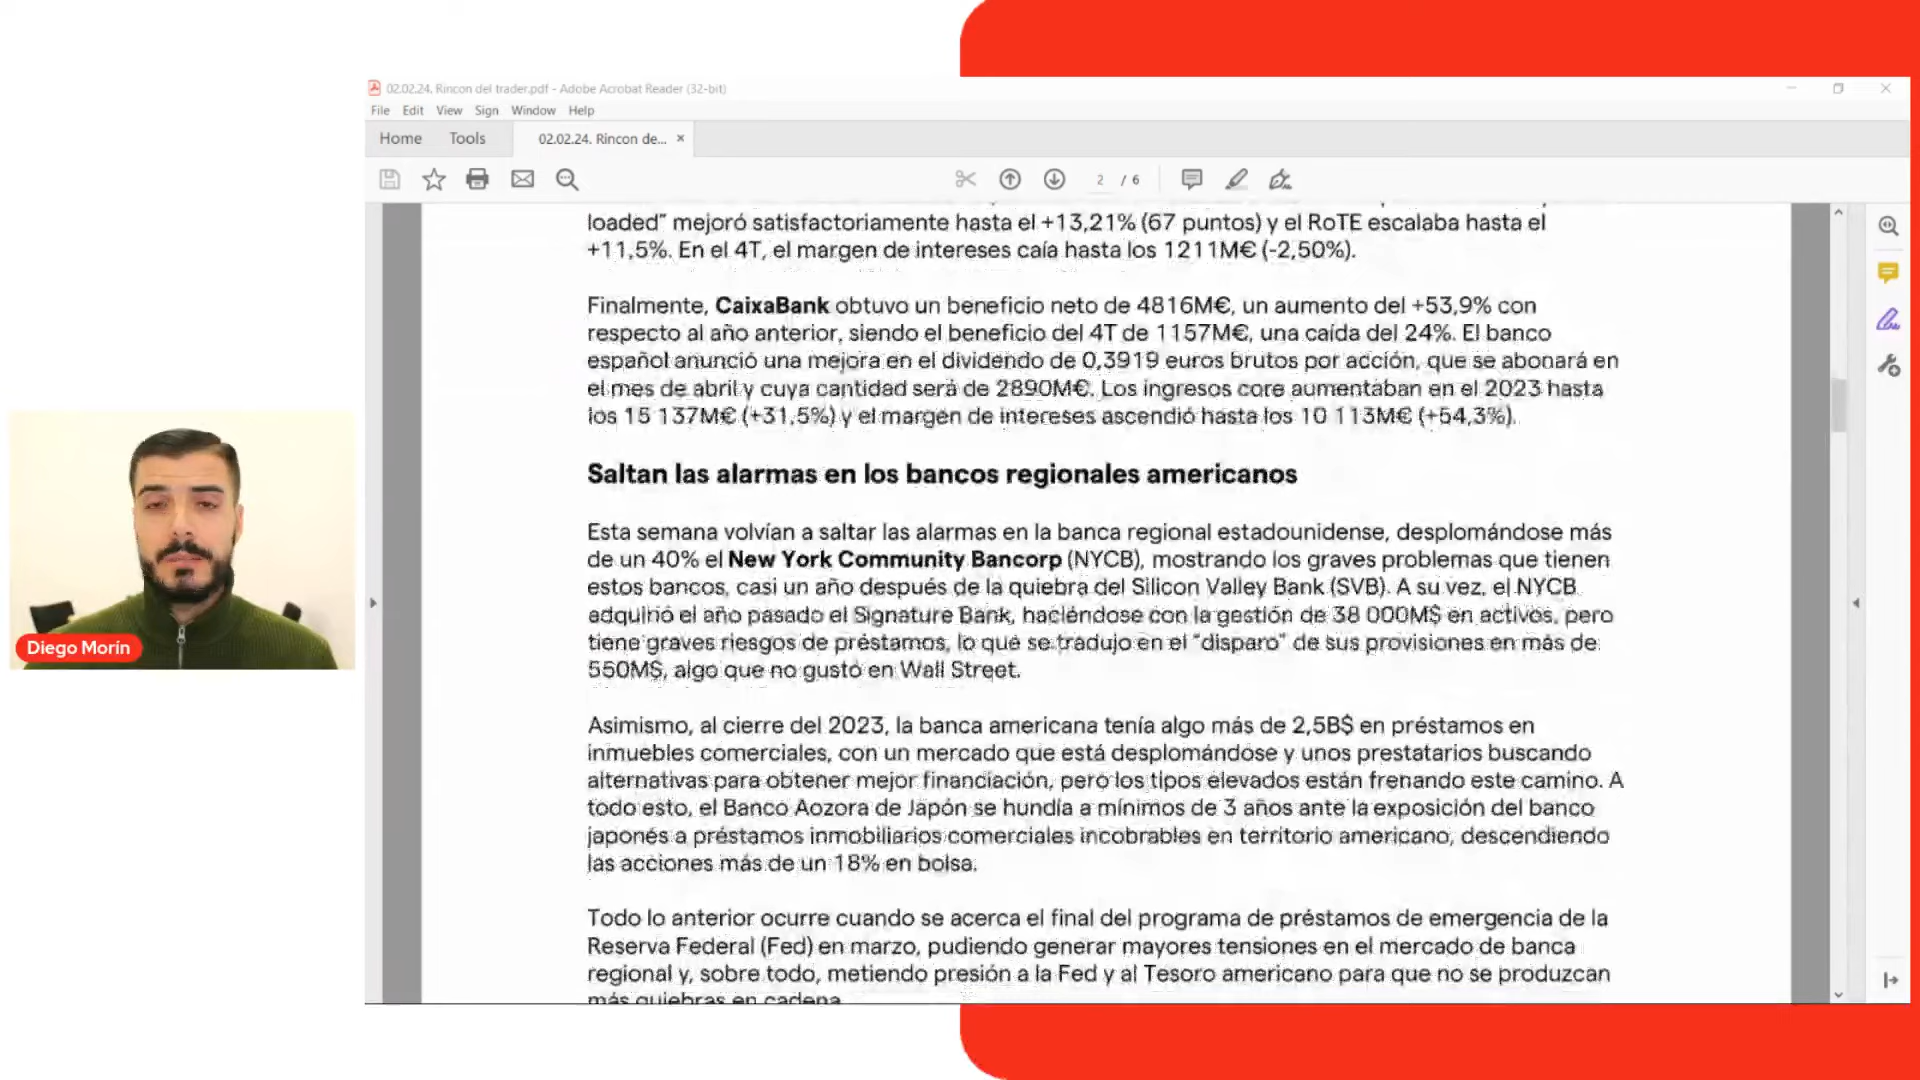 02.02.24. Rincon del trader.pdf - Adobe Acrobat Reader (32-bit)
File Edit View Sign Window Help
Home Tools 02.02.24. Rincon de... ×
2 / 6
loaded" mejoró satisfactoriamente hasta el +13,21% (67 puntos) y el RoTE escalaba hasta el
+11,5%. En el 4T, el margen de intereses caía hasta los 1211M€ (-2,50%).
Finalmente, CaixaBank obtuvo un beneficio neto de 4816M€, un aumento del +53,9% con
respecto al año anterior, siendo el beneficio del 4T de 1157M€, una caída del 24%. El banco
español anunció una mejora en el dividendo de 0,3919 euros brutos por acción, que se abonará en
el mes de abril y cuya cantidad será de 2890M€. Los ingresos core aumentaban en el 2023 hasta
los 15 137M€ (+31,5%) y el margen de intereses ascendió hasta los 10 113M€ (+54,3%).
Saltan las alarmas en los bancos regionales americanos
Esta semana volvían a saltar las alarmas en la banca regional estadounidense, desplomándose más
de un 40% el New York Community Bancorp (NYCB), mostrando los graves problemas que tienen
estos bancos, casi un año después de la quiebra del Silicon Valley Bank (SVB). A su vez, el NYCB
adquirió el año pasado el Signature Bank, haciéndose con la gestión de 38 000M$ en activos, pero
tiene graves riesgos de préstamos, lo que se tradujo en el "disparo" de sus provisiones en más de
550M$, algo que no gustó en Wall Street.
Asimismo, al cierre del 2023, la banca americana tenía algo más de 2,5B$ en préstamos en
inmuebles comerciales, con un mercado que está desplomándose y unos prestatarios buscando
alternativas para obtener mejor financiación, pero los tipos elevados están frenando este camino. A
todo esto, el Banco Aozora de Japón se hundía a mínimos de 3 años ante la exposición del banco
japonés a préstamos inmobiliarios comerciales incobrables en territorio americano, descendiendo
las acciones más de un 18% en bolsa.
Todo lo anterior ocurre cuando se acerca el final del programa de préstamos de emergencia de la
Reserva Federal (Fed) en marzo, pudiendo generar mayores tensiones en el mercado de banca
regional y, sobre todo, metiendo presión a la Fed y al Tesoro americano para que no se produzcan
más quiebras en cadena
Diego Morín